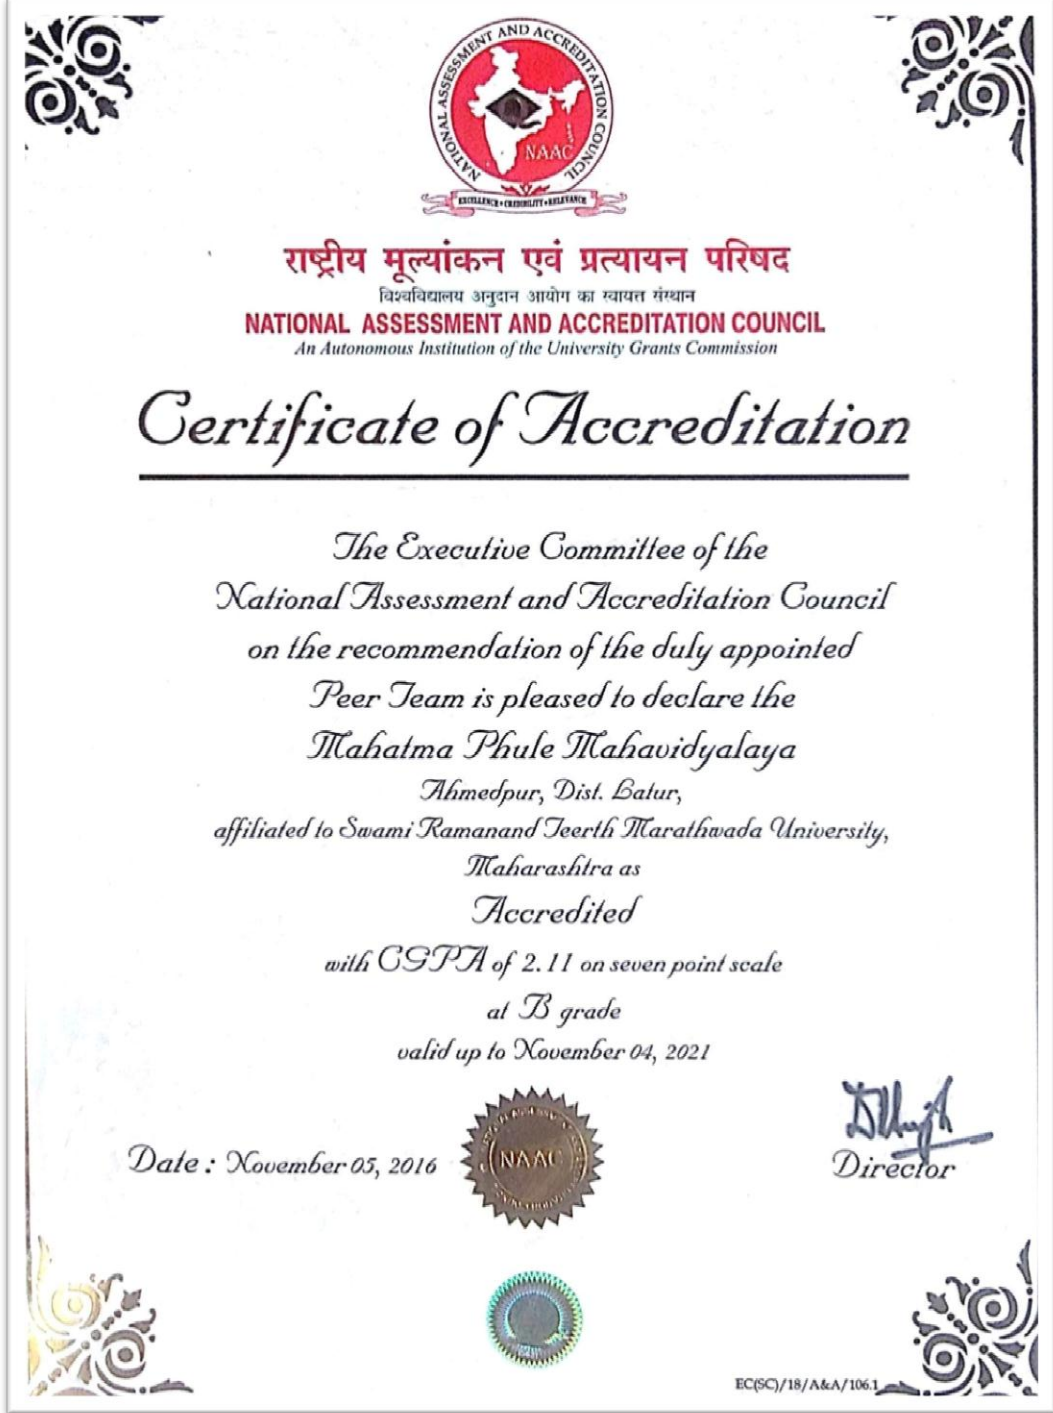 NATIONAL ASSESSMENT AND ACCREDITATION COUNCIL
NAAC
EXCELLENCE • CREDIBILITY • RELEVANCE
राष्ट्रीय मूल्यांकन एवं प्रत्यायन परिषद
विश्वविद्यालय अनुदान आयोग का स्वायत्त संस्थान
NATIONAL ASSESSMENT AND ACCREDITATION COUNCIL
An Autonomous Institution of the University Grants Commission
Certificate of Accreditation
The Executive Committee of the
National Assessment and Accreditation Council
on the recommendation of the duly appointed
Peer Team is pleased to declare the
Mahatma Phule Mahavidyalaya
Ahmedpur, Dist. Latur,
affiliated to Swami Ramanand Teerth Marathwada University,
Maharashtra as
Accredited
with CGPA of 2.11 on seven point scale
at B grade
valid up to November 04, 2021
Date : November 05, 2016
NAAC
Director
EC(SC)/18/A&A/106.1